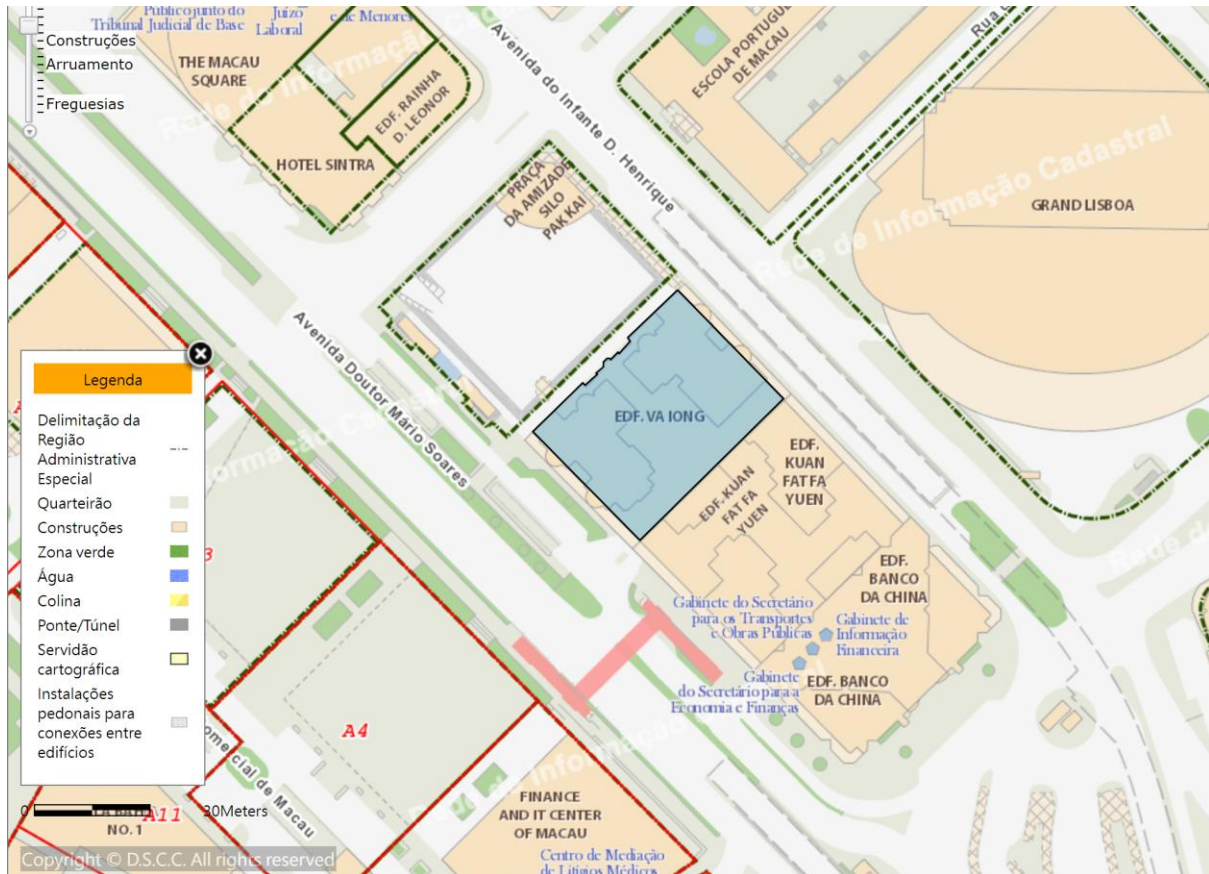 Público junto do
Tribunal Judicial de Base
Juízo
Laboral
e de Menores
Construções
Arruamento
Freguesias
THE MACAU
SQUARE
EDF. RAINHA
D. LEONOR
HOTEL SINTRA
Avenida do Infante D. Henrique
ESCOLA PORTUG
DE MACAU
GRAND LISBOA
PRAÇA
DA AMIZADE
SILO
PAK KAI
Avenida Doutor Mário Soares
EDF. VA IONG
EDF.
KUAN
FAT FA
YUEN
EDF. KUAN
FAT FA
YUEN
EDF.
BANCO
DA CHINA
Gabinete do Secretário
para os Transportes
e Obras Públicas
Gabinete de
Informação
Financeira
Gabinete
do Secretário para a
Economia e Finanças
EDF. BANCO
DA CHINA
Legenda
Delimitação da
Região
Administrativa
Especial
Quarteirão
Construções
Zona verde
Água
Colina
Ponte/Túnel
Servidão
cartográfica
Instalações
pedonais para
conexões entre
edifícios
3
A4
A11
omercial de Macau
0
30Meters
NO. 1
FINANCE
AND IT CENTER
OF MACAU
Centro de Mediação
de Litígios Médicos
Rede de Informação Cadastral
Copyright © D.S.C.C. All rights reserved